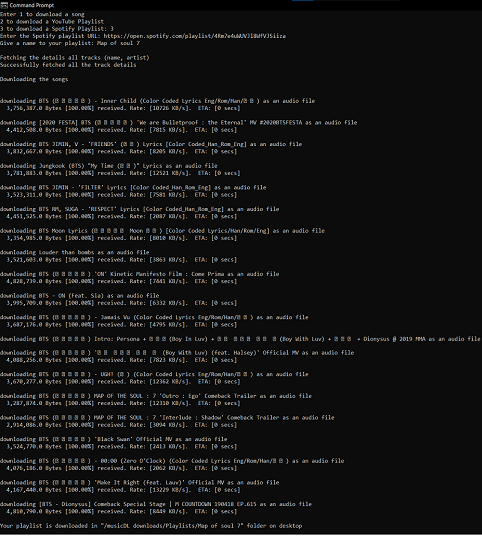 Command Prompt
Enter 1 to download a song
2 to download a YouTube Playlist
3 to download a Spotify Playlist: 3
Enter the Spotify playlist URL: https://open.spotify.com/playlist/
Give a name to your playlist: Map of soul 7
Fetching the details all tracks (name, artist)
Successfully fetched all the track details
Downloading the songs
downloading BTS ( ) - Inner Child (Color Coded Lyrics Eng/Rom/Han/ ) as an audio file
3,756,387.0 Bytes [100.00%] received. Rate: [10726 KB/s]. ETA: [0 secs]
downloading [2020 FESTA] BTS ( ) 'We are Bulletproof : the Eternal' MV #2020BTSFESTA as an audio file
4,412,508.0 Bytes [100.00%] received. Rate: [7815 KB/s]. ETA: [0 secs]
downloading BTS JIMIN, V - 'FRIENDS' ( ) Lyrics [Color Coded_Han_Rom_Eng] as an audio file
3,832,667.0 Bytes [100.00%] received. Rate: [8205 KB/s]. ETA: [0 secs]
downloading Jungkook (BTS) "My Time ( )" Lyrics as an audio file
3,781,883.0 Bytes [100.00%] received. Rate: [12521 KB/s]. ETA: [0 secs]
downloading BTS JIMIN - 'FILTER' Lyrics [Color Coded_Han_Rom_Eng] as an audio file
3,523,311.0 Bytes [100.00%] received. Rate: [7581 KB/s]. ETA: [0 secs]
downloading BTS RM, SUGA - 'RESPECT' Lyrics [Color Coded_Han_Rom_Eng] as an audio file
4,451,525.0 Bytes [100.00%] received. Rate: [2087 KB/s]. ETA: [0 secs]
downloading BTS Moon Lyrics ( Moon ) [Color Coded Lyrics/Han/Rom/Eng] as an audio file
3,354,985.0 Bytes [100.00%] received. Rate: [8010 KB/s]. ETA: [0 secs]
downloading Louder than bombs as an audio file
3,521,603.0 Bytes [100.00%] received. Rate: [3863 KB/s]. ETA: [0 secs]
downloading BTS ( ) 'ON' Kinetic Manifesto Film : Come Prima as an audio file
4,828,739.0 Bytes [100.00%] received. Rate: [7441 KB/s]. ETA: [0 secs]
downloading BTS - ON (Feat. Sia) as an audio file
3,995,709.0 Bytes [100.00%] received. Rate: [6332 KB/s]. ETA: [0 secs]
downloading BTS ( ) - Jamais Vu (Color Coded Lyrics Eng/Rom/Han/ ) as an audio file
3,687,176.0 Bytes [100.00%] received. Rate: [4795 KB/s]. ETA: [0 secs]
downloading BTS ( ) Intro: Persona + (Boy In Luv) + (Boy With Luv) + + Dionysus @ 2019 MMA as an audio file
downloading BTS ( ) ' (Boy With Luv) (feat. Halsey)' Official MV as an audio file
4,088,256.0 Bytes [100.00%] received. Rate: [7823 KB/s]. ETA: [0 secs]
downloading BTS ( ) - UGH! ( ) (Color Coded Lyrics Eng/Rom/Han/ ) as an audio file
3,670,277.0 Bytes [100.00%] received. Rate: [12362 KB/s]. ETA: [0 secs]
downloading BTS ( ) MAP OF THE SOUL : 7 'Outro : Ego' Comeback Trailer as an audio file
3,287,874.0 Bytes [100.00%] received. Rate: [12310 KB/s]. ETA: [0 secs]
downloading BTS ( ) MAP OF THE SOUL : 7 'Interlude : Shadow' Comeback Trailer as an audio file
2,914,086.0 Bytes [100.00%] received. Rate: [3094 KB/s]. ETA: [0 secs]
downloading BTS ( ) 'Black Swan' Official MV as an audio file
3,524,770.0 Bytes [100.00%] received. Rate: [2413 KB/s]. ETA: [0 secs]
downloading BTS ( ) - 00:00 (Zero O'Clock) (Color Coded Lyrics Eng/Rom/Han/ ) as an audio file
4,076,186.0 Bytes [100.00%] received. Rate: [2062 KB/s]. ETA: [0 secs]
downloading BTS ( ) 'Make It Right (feat. Lauv)' Official MV as an audio file
4,167,440.0 Bytes [100.00%] received. Rate: [13229 KB/s]. ETA: [0 secs]
downloading [BTS - Dionysus] Comeback Special Stage | M COUNTDOWN 190418 EP.615 as an audio file
4,810,790.0 Bytes [100.00%] received. Rate: [8449 KB/s]. ETA: [0 secs]
Your playlist is downloaded in "/musicDL downloads/Playlists/Map of soul 7" folder on desktop